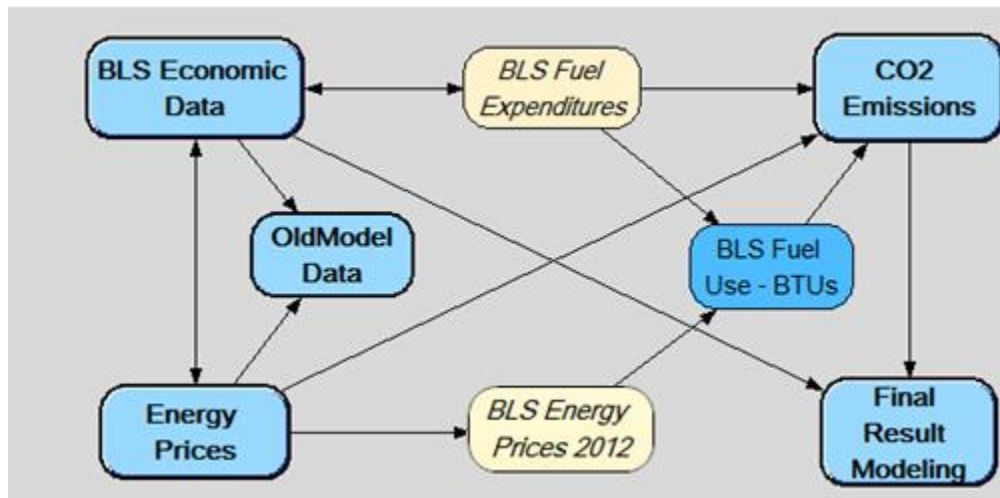 BLS Economic
Data
BLS Fuel
Expenditures
CO2
Emissions
OldModel
Data
BLS Fuel
Use - BTUs
Energy
Prices
BLS Energy
Prices 2012
Final
Result
Modeling